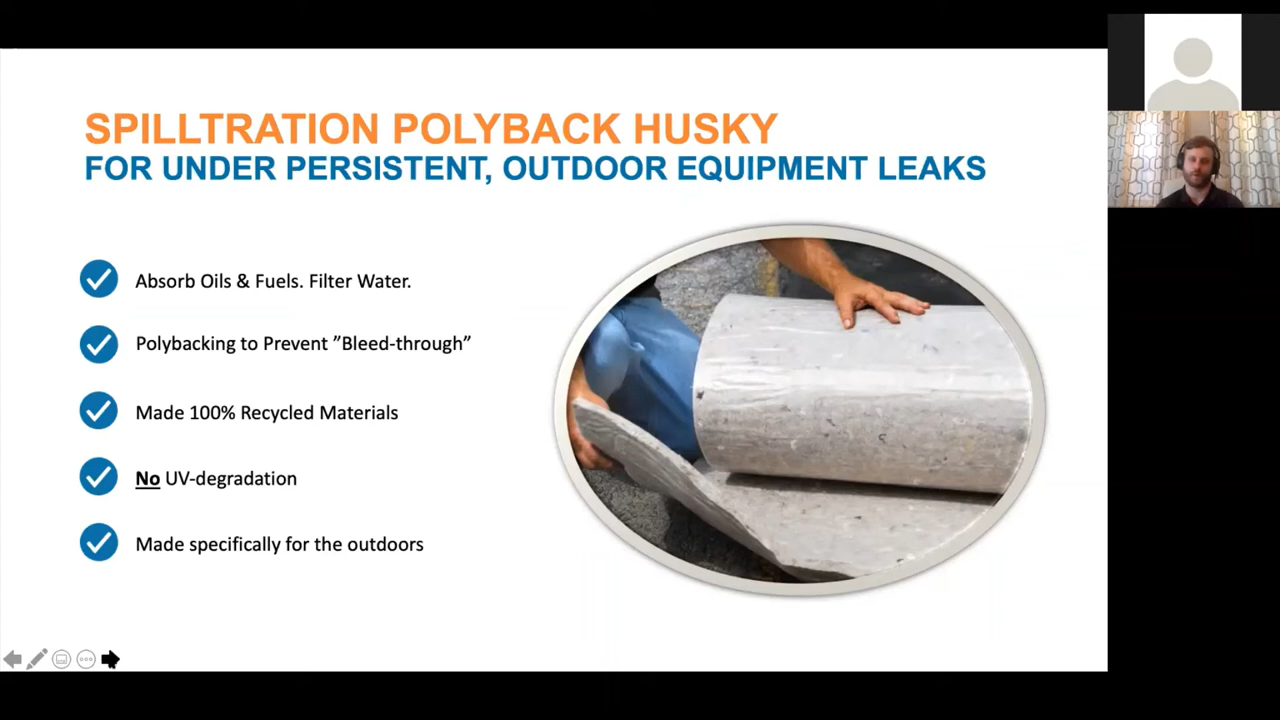 SPILLTRATION POLYBACK HUSKY
FOR UNDER PERSISTENT, OUTDOOR EQUIPMENT LEAKS
Absorb Oils & Fuels. Filter Water.
Polybacking to Prevent ”Bleed-through”
Made 100% Recycled Materials
No UV-degradation
Made specifically for the outdoors